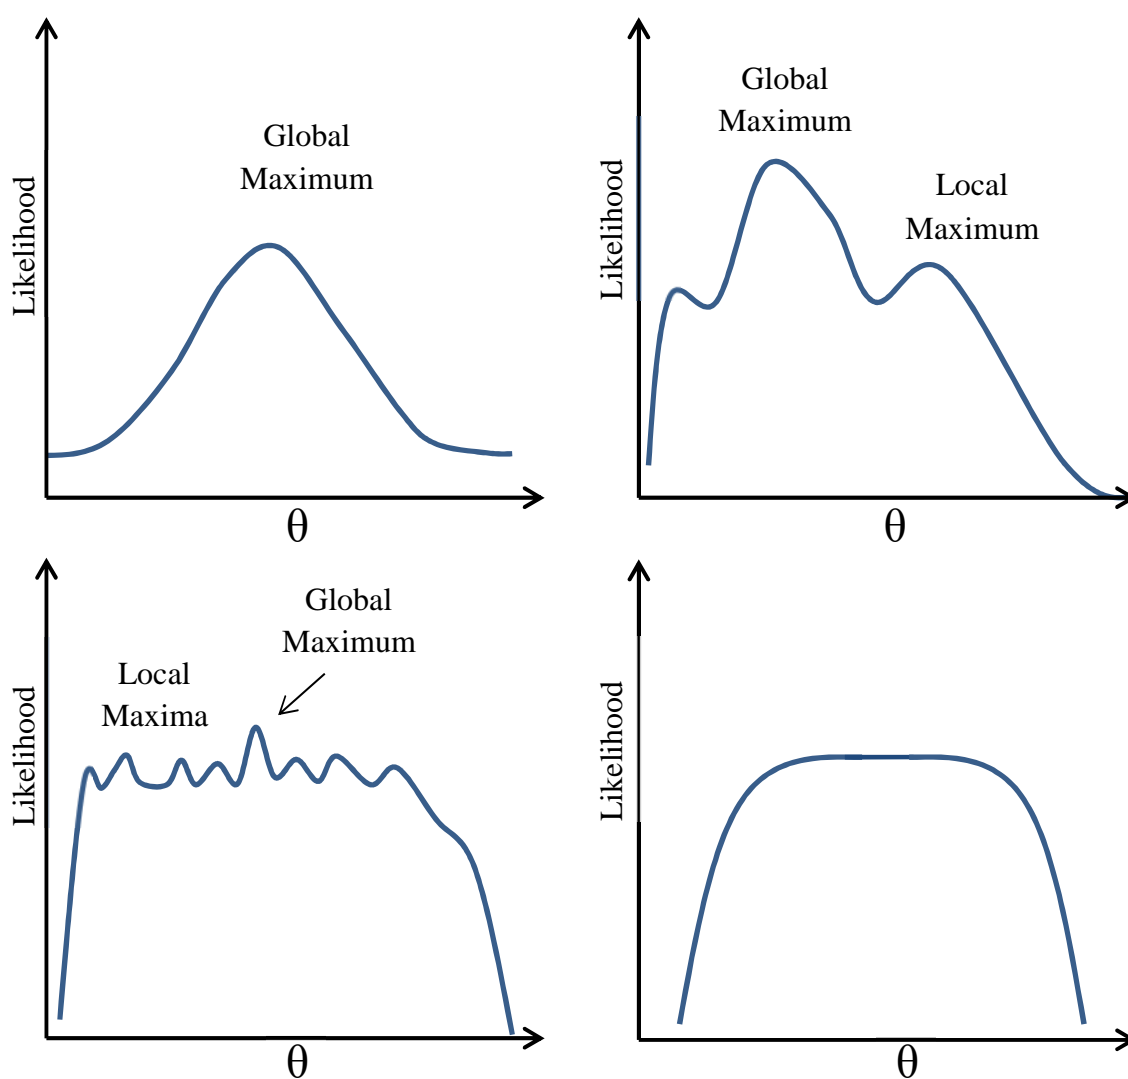 Global
Maximum
Likelihood
θ
Global
Maximum
Local
Maximum
Likelihood
θ
Global
Maximum
Local
Maxima
Likelihood
θ
Likelihood
θ